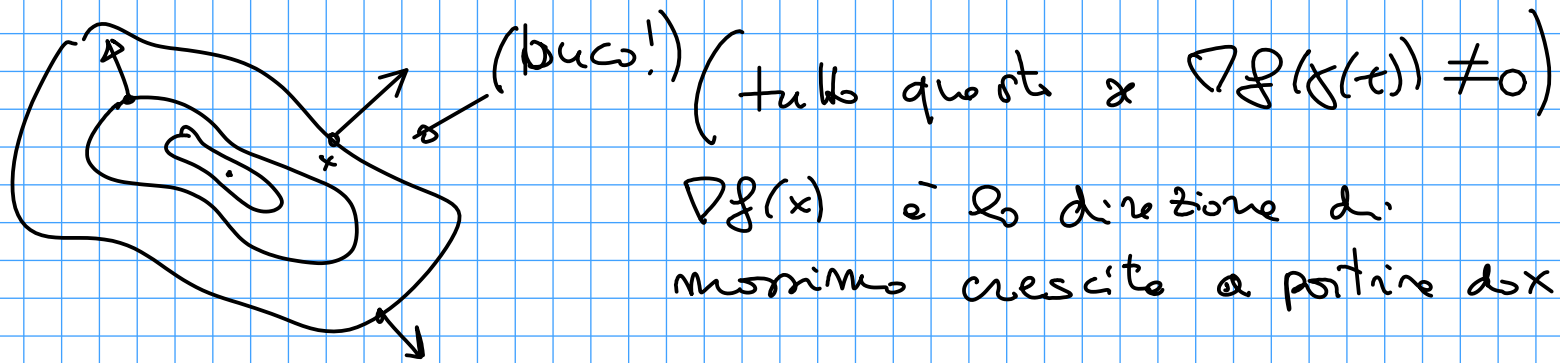 (buco!) (tutto questo x ∇f(γ(t)) ≠ 0)
x
∇f(x) è la direzione di
massima crescita a partire da x